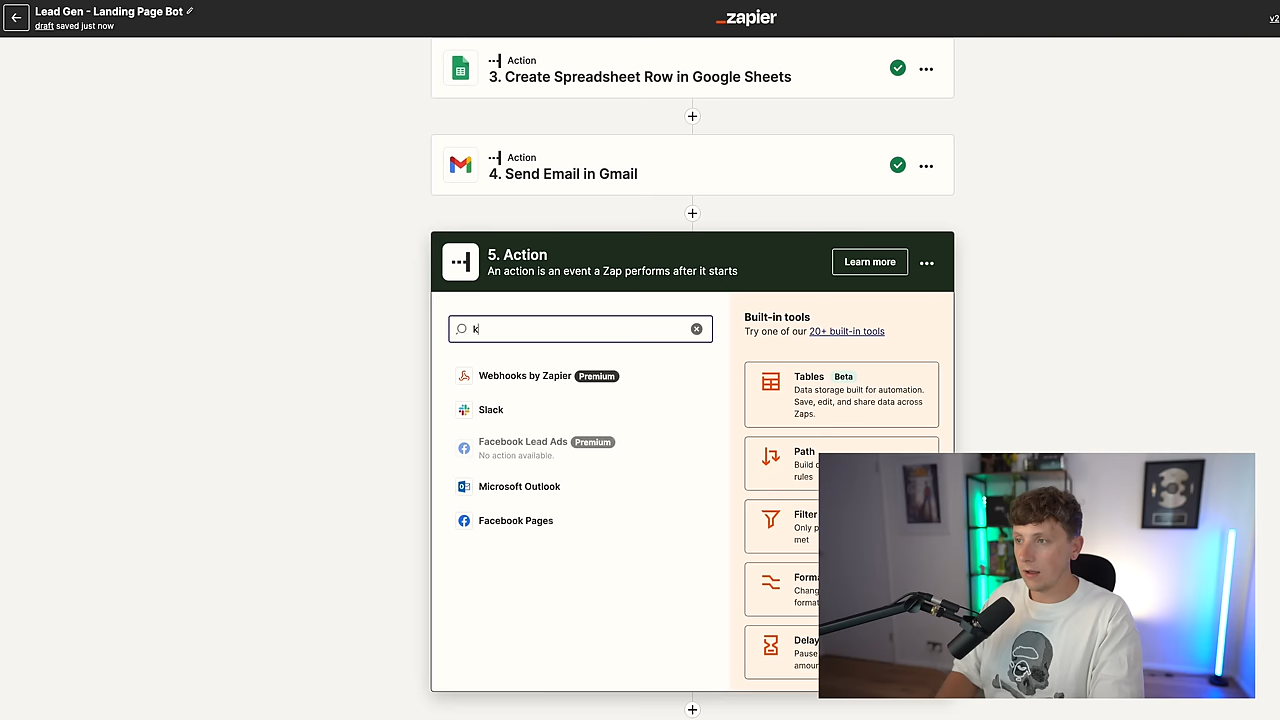 Lead Gen - Landing Page Bot
draft saved just now
_zapier
v2
Action
3. Create Spreadsheet Row in Google Sheets
Action
4. Send Email in Gmail
5. Action
An action is an event a Zap performs after it starts
Learn more
k
Webhooks by Zapier Premium
Slack
Facebook Lead Ads Premium
No action available.
Microsoft Outlook
Facebook Pages
Built-in tools
Try one of our 20+ built-in tools
Tables Beta
Data storage built for automation.
Save, edit, and share data across
Zaps.
Path
Build
rules
Filter
Only
met
Delay
Pause